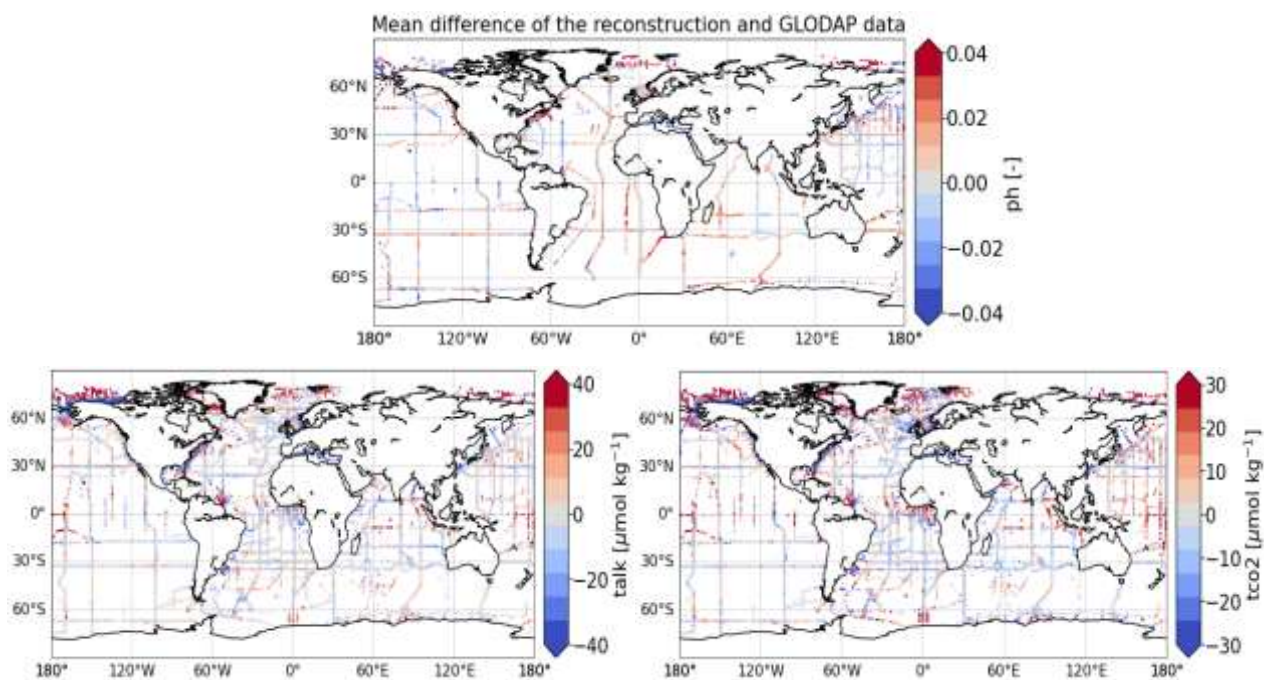 Mean difference of the reconstruction and GLODAP data
60°N
30°N
0°
30°S
60°S
180° 120°W 60°W 0° 60°E 120°E 180°
0.04
0.02
0.00
−0.02
−0.04
ph [-]
60°N
30°N
0°
30°S
60°S
180° 120°W 60°W 0° 60°E 120°E 180°
40
20
0
−20
−40
talk [μmol kg⁻¹]
60°N
30°N
0°
30°S
60°S
180° 120°W 60°W 0° 60°E 120°E 180°
30
20
10
0
−10
−20
−30
tco2 [μmol kg⁻¹]